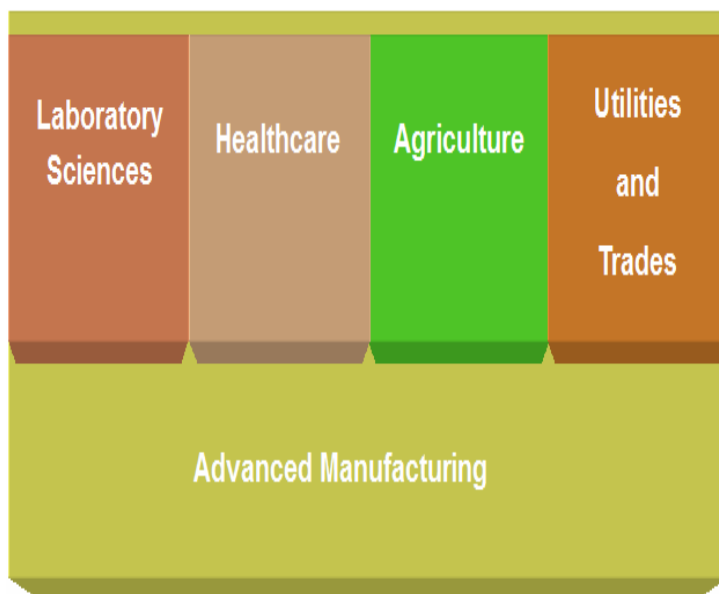 Laboratory
Sciences
Healthcare
Agriculture
Utilities
and
Trades
Advanced Manufacturing